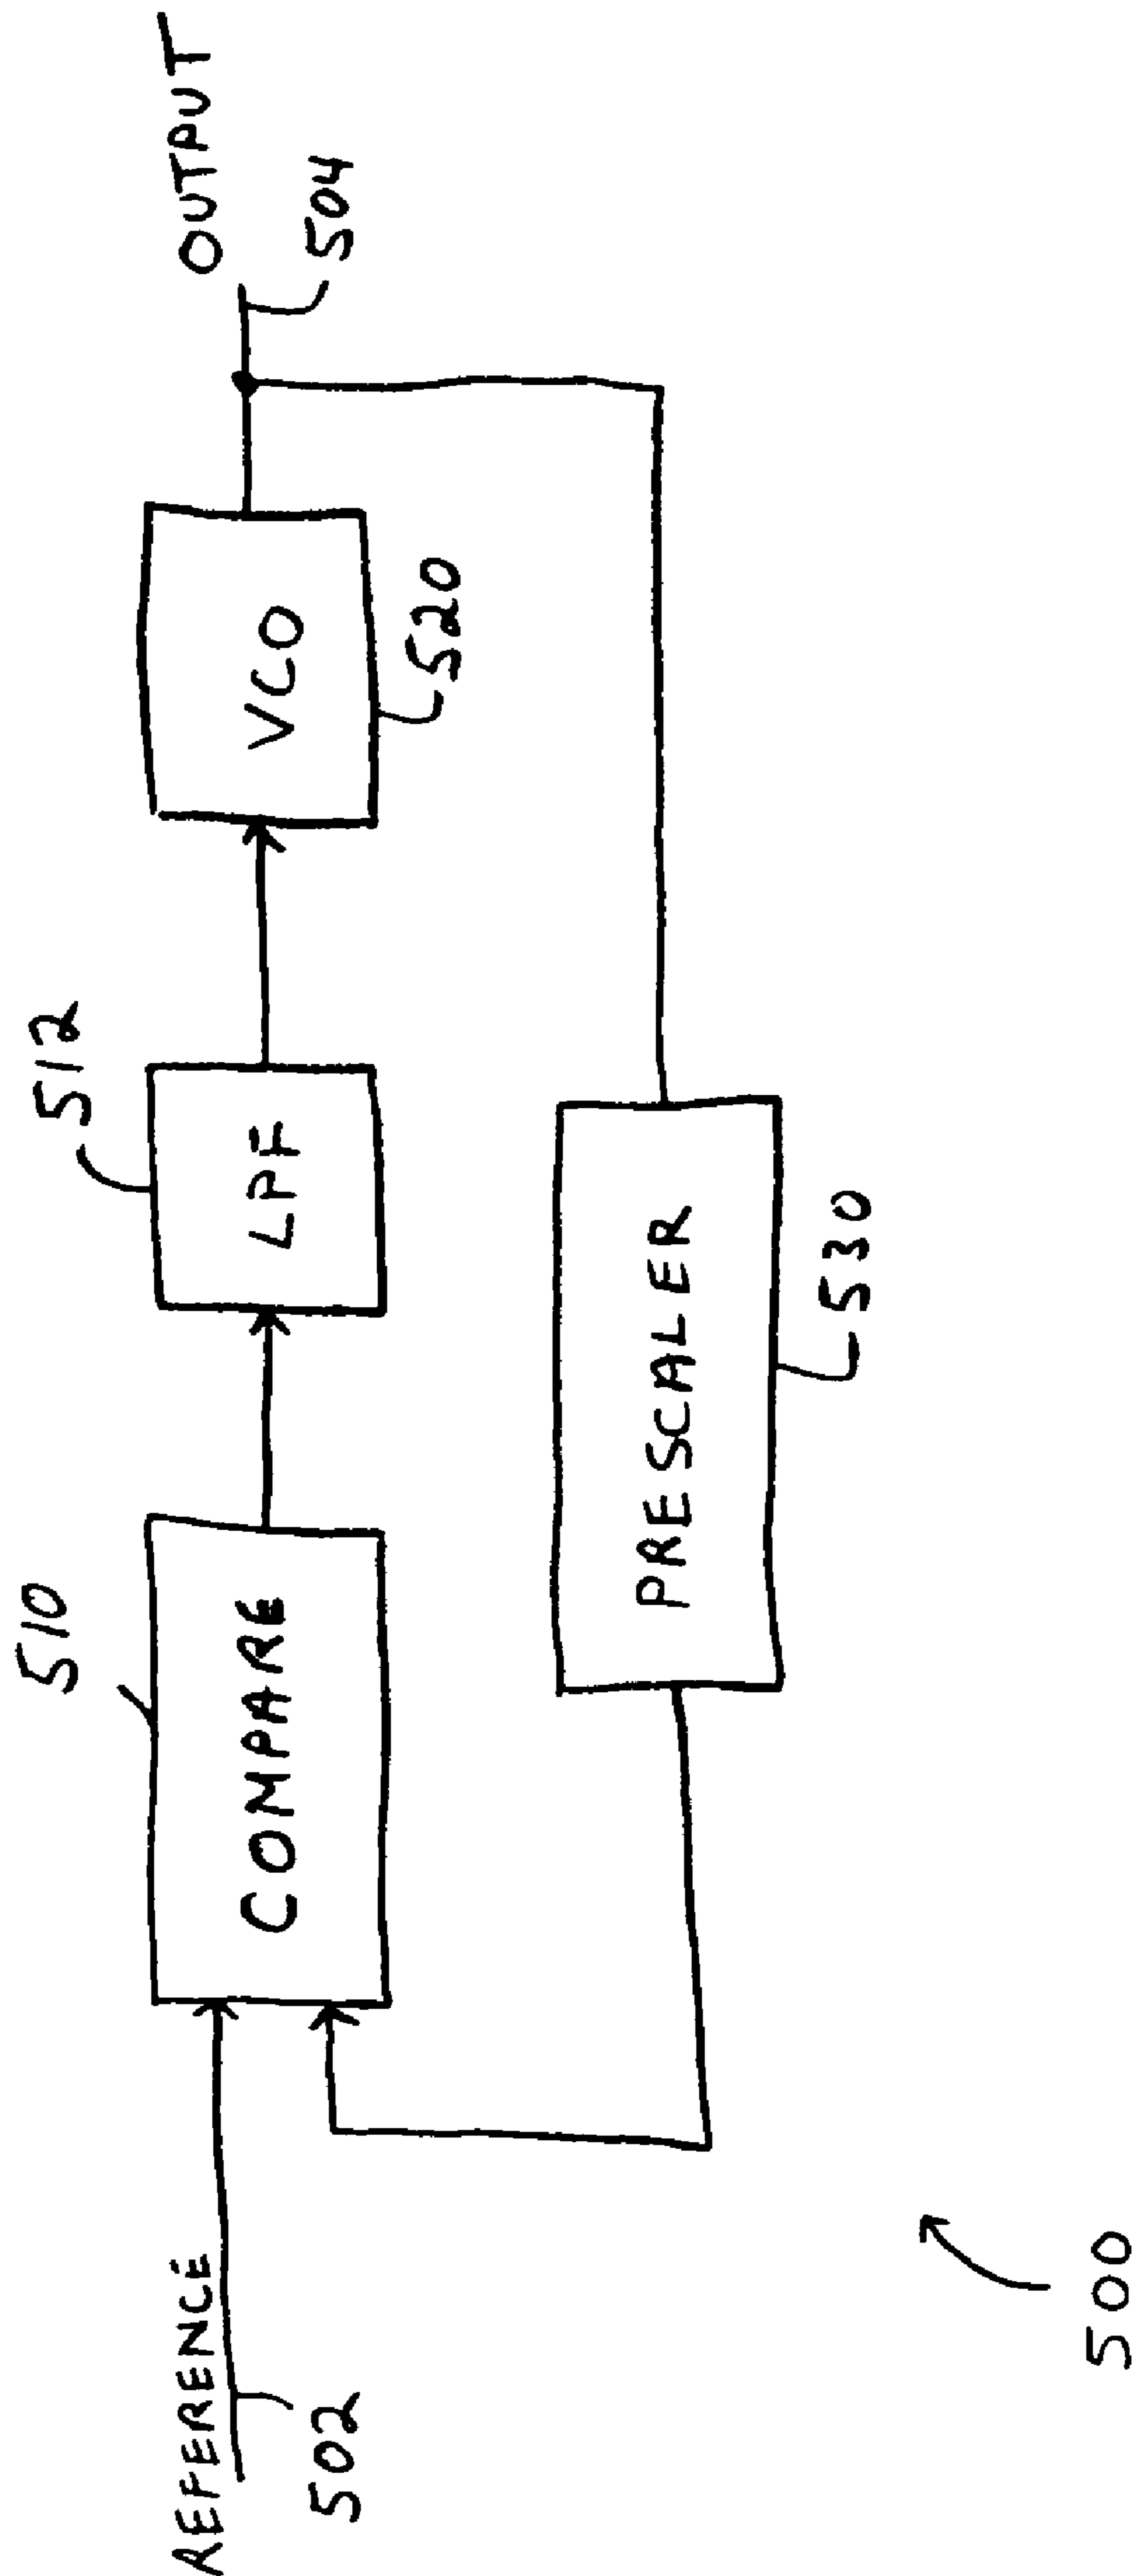 510
512
OUTPUT
REFERENCE
COMPARE
LPF
VCO
504
502
520
PRESCALER
530
500